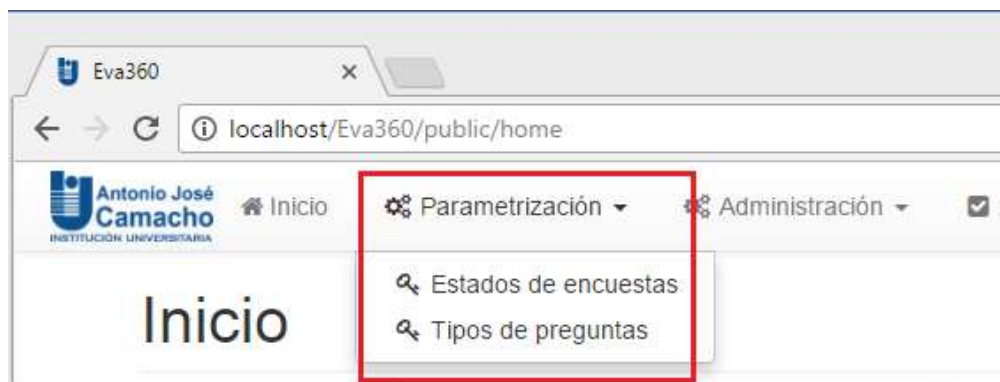 Eva360
localhost/Eva360/public/home
Antonio José
Camacho
INSTITUCIÓN UNIVERSITARIA
Inicio
Parametrización
Administración
Estados de encuestas
Tipos de preguntas
Inicio